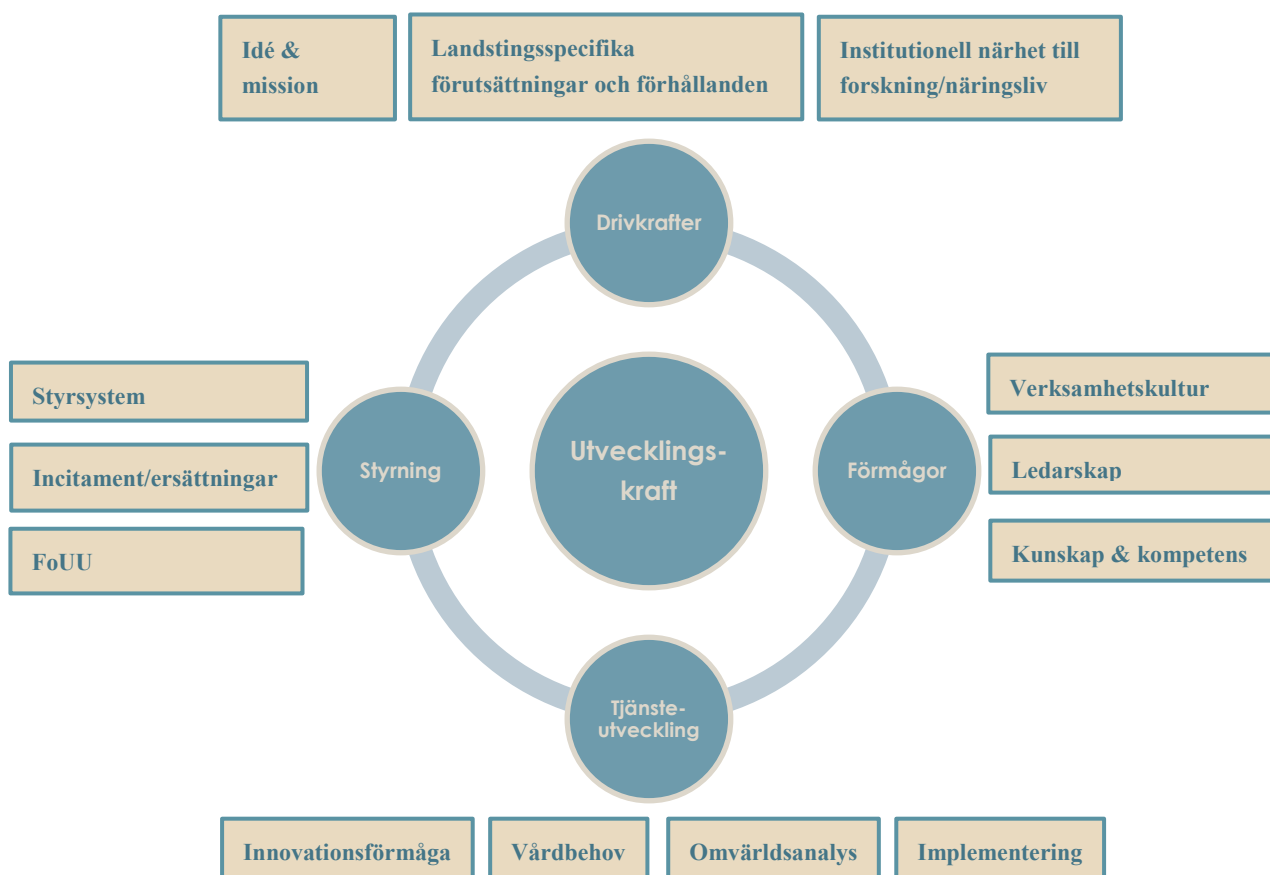 Idé &
mission
Landstingsspecifika
förutsättningar och förhållanden
Institutionell närhet till
forskning/näringsliv
Drivkrafter
Styrsystem
Incitament/ersättningar
FoUU
Styrning
Utvecklings-
kraft
Förmågor
Verksamhetskultur
Ledarskap
Kunskap & kompetens
Tjänste-
utveckling
Innovationsförmåga
Vårdbehov
Omvärldsanalys
Implementering